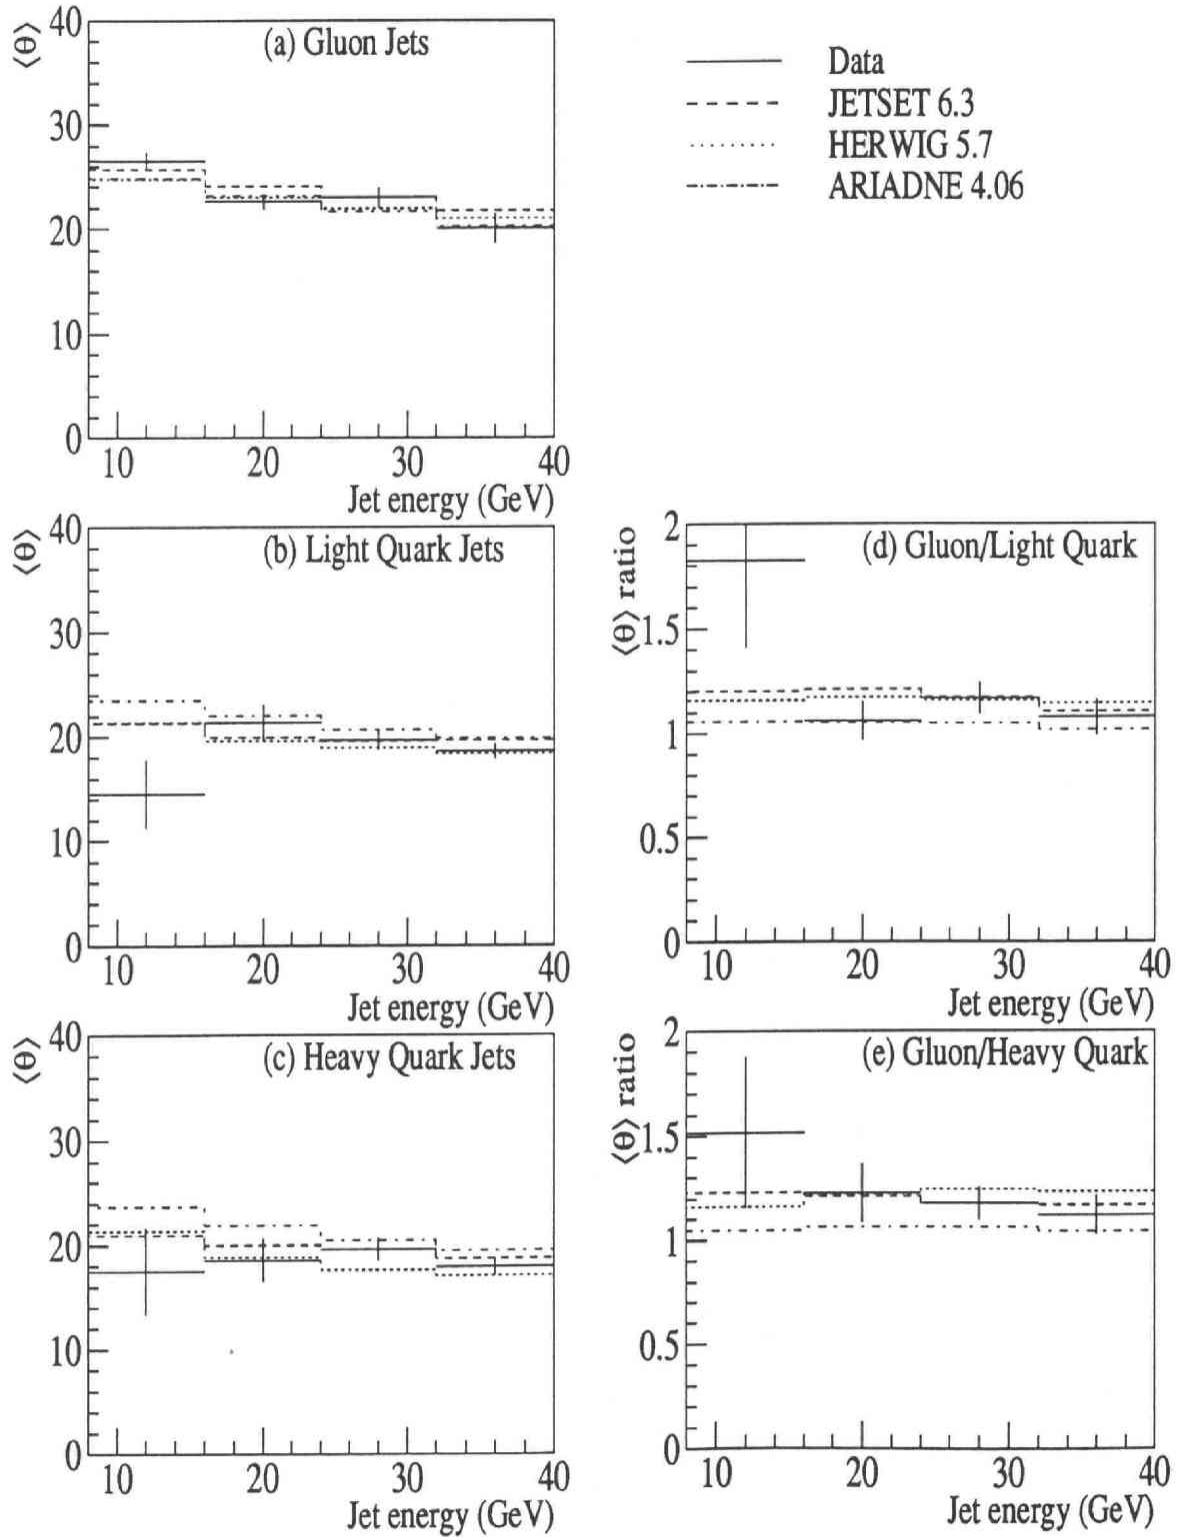 ⟨θ⟩
40
30
20
10
0
(a) Gluon Jets
10 20 30 40
Jet energy (GeV)
Data
JETSET 6.3
HERWIG 5.7
ARIADNE 4.06
⟨θ⟩
40
30
20
10
0
(b) Light Quark Jets
10 20 30 40
Jet energy (GeV)
⟨θ⟩ ratio
2
1.5
1
0.5
0
(d) Gluon/Light Quark
10 20 30 40
Jet energy (GeV)
⟨θ⟩
40
30
20
10
0
(c) Heavy Quark Jets
10 20 30 40
Jet energy (GeV)
⟨θ⟩ ratio
2
1.5
1
0.5
0
(e) Gluon/Heavy Quark
10 20 30 40
Jet energy (GeV)